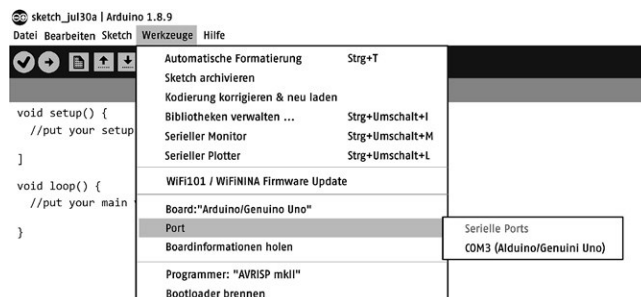 sketch_jul30a | Arduino 1.8.9
Datei Bearbeiten Sketch Werkzeuge Hilfe
Automatische Formatierung Strg+T
Sketch archivieren
Kodierung korrigieren & neu laden
Bibliotheken verwalten ... Strg+Umschalt+I
Serieller Monitor Strg+Umschalt+M
Serieller Plotter Strg+Umschalt+L
WiFi101 / WiFiNINA Firmware Update
Board:"Arduino/Genuino Uno"
Port
Boardinformationen holen
Programmer: "AVRISP mkII"
Bootloader brennen
Serielle Ports
COM3 (Alduino/Genuini Uno)
void setup() {
//put your setup
]
void loop() {
//put your main
}